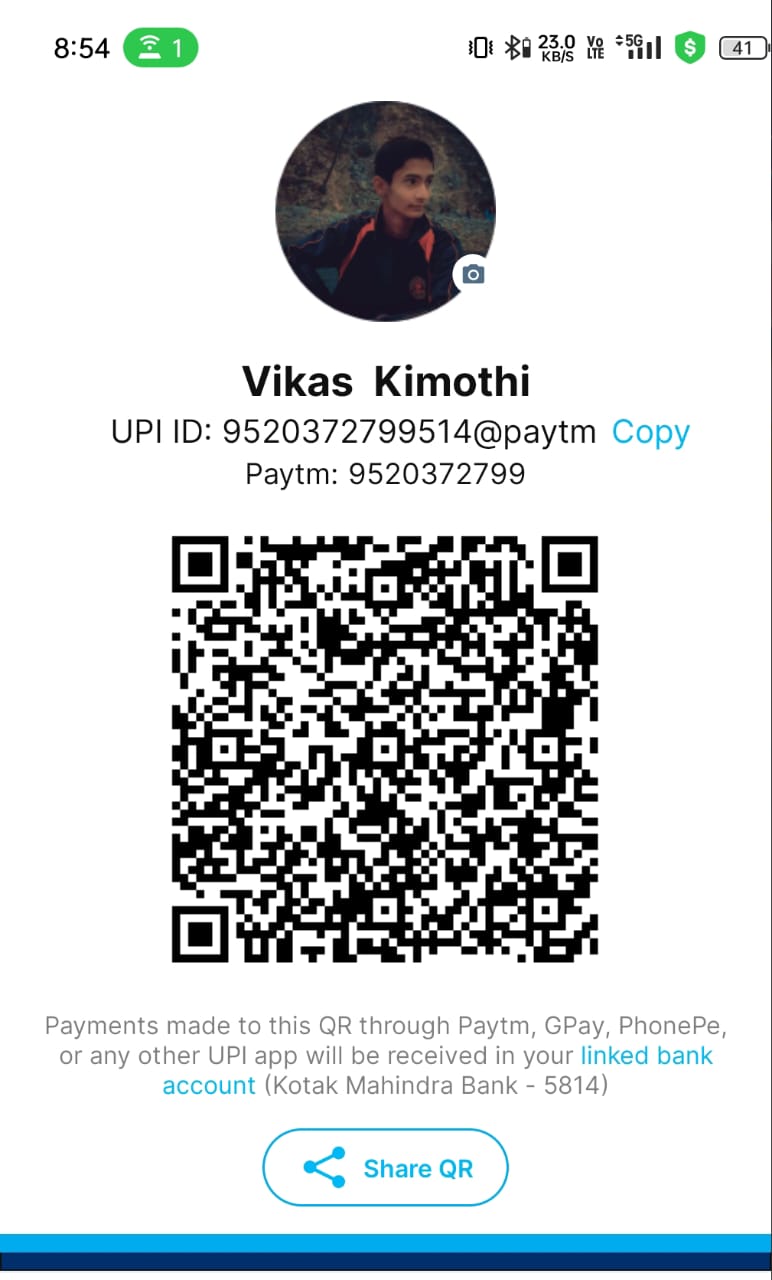 8:54 1 23.0 KB/S Vo LTE 5G $ 41
Vikas Kimothi
UPI ID: 9520372799514@paytm Copy
Paytm: 9520372799
Payments made to this QR through Paytm, GPay, PhonePe,
or any other UPI app will be received in your linked bank
account (Kotak Mahindra Bank - 5814)
Share QR